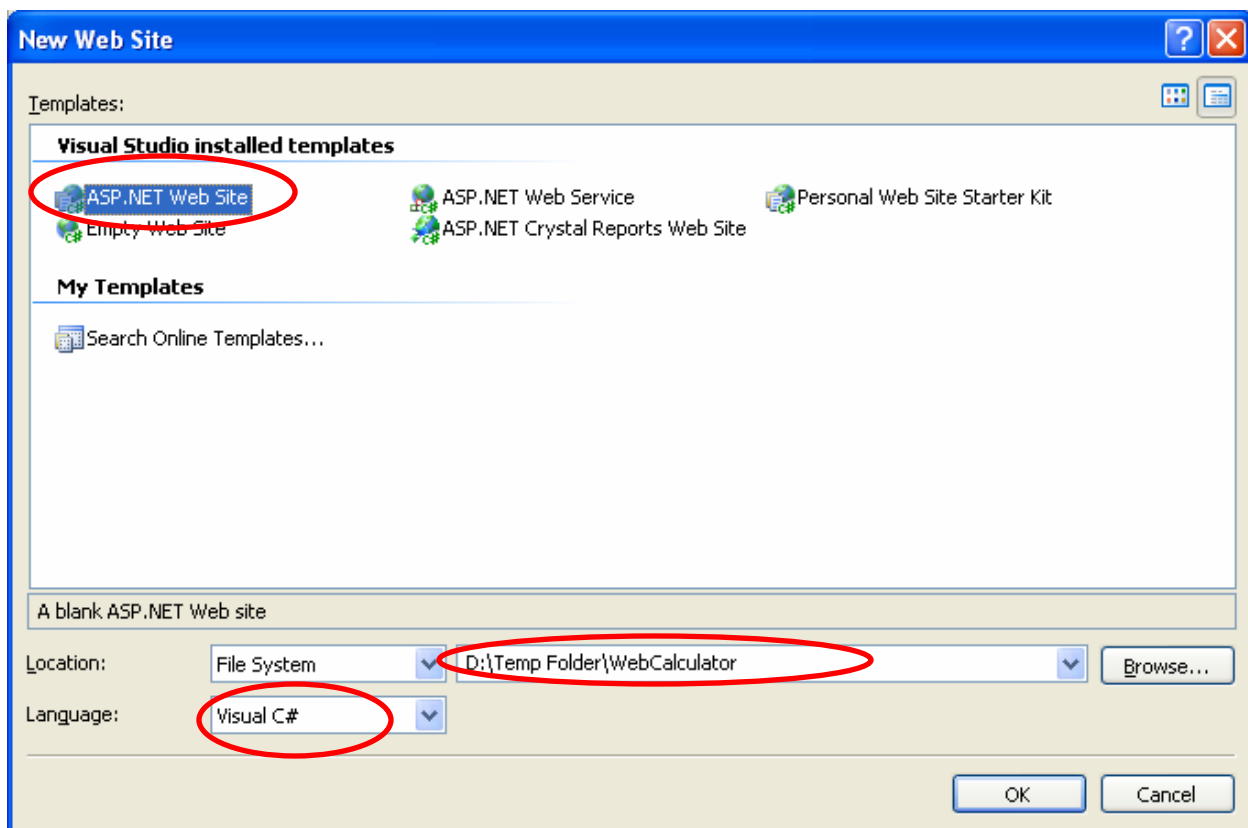 New Web Site
Templates:
Visual Studio installed templates
ASP.NET Web Site ASP.NET Web Service Personal Web Site Starter Kit
Empty Web Site ASP.NET Crystal Reports Web Site
My Templates
Search Online Templates...
A blank ASP.NET Web site
Location: File System D:\Temp Folder\WebCalculator Browse...
Language: Visual C#
OK Cancel